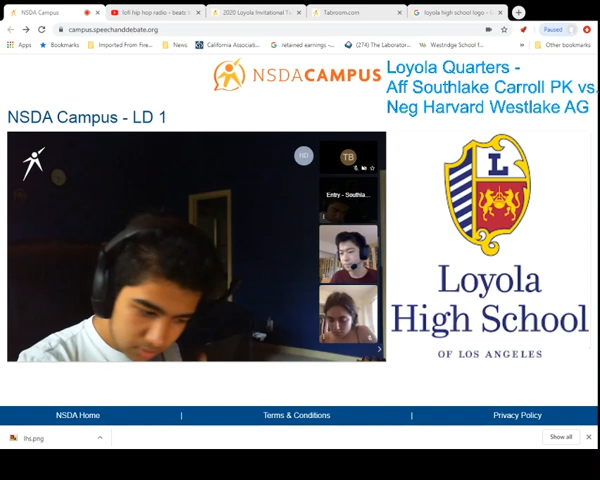 NSDA Campus
lofi hip hop radio - beats t
2020 Loyola Invitational T
Tabroom.com
loyola high school logo - G
campus.speechanddebate.org
Paused
Apps
Bookmarks
Imported From Firef
News
California Associati
retained earnings -
(274) The Laborator
Westridge School f
Other bookmarks
NSDACAMPUS
Loyola Quarters -
Aff Southlake Carroll PK vs.
Neg Harvard Westlake AG
NSDA Campus - LD 1
TB
Entry - Southla...
L
Loyola
High School
OF LOS ANGELES
NSDA Home | Terms & Conditions | Privacy Policy
lhs.png
Show all